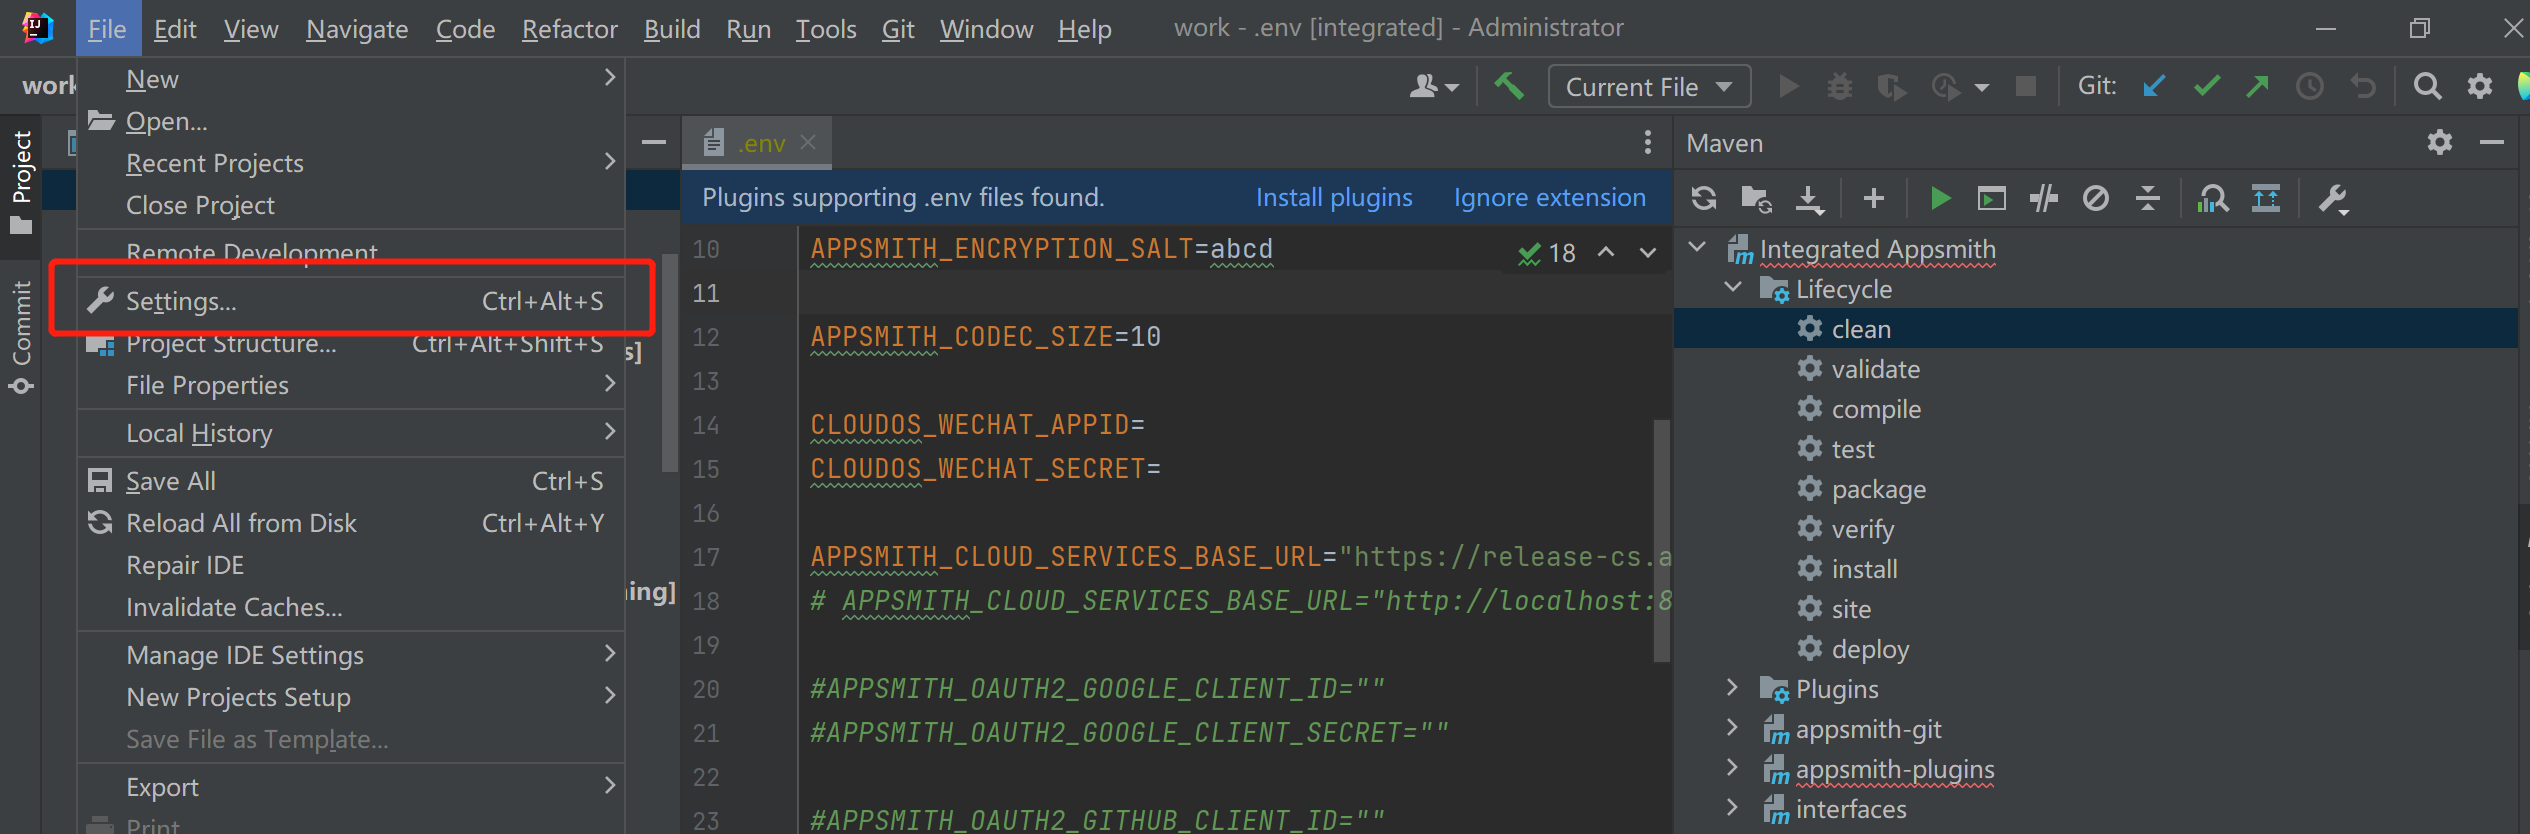 File Edit View Navigate Code Refactor Build Run Tools Git Window Help work - .env [integrated] - Administrator
work
Current File Git:
Project
Commit
New
Open...
Recent Projects
Close Project
Remote Development
Settings... Ctrl+Alt+S
Project Structure... Ctrl+Alt+Shift+S
File Properties
Local History
Save All Ctrl+S
Reload All from Disk Ctrl+Alt+Y
Repair IDE
Invalidate Caches...
Manage IDE Settings
New Projects Setup
Save File as Template...
Export
Print
s]
ing]
.env
Plugins supporting .env files found. Install plugins Ignore extension
18
10 APPSMITH_ENCRYPTION_SALT=abcd
11
12 APPSMITH_CODEC_SIZE=10
13
14 CLOUDOS_WECHAT_APPID=
15 CLOUDOS_WECHAT_SECRET=
16
17 APPSMITH_CLOUD_SERVICES_BASE_URL="https://release-cs.a
18 # APPSMITH_CLOUD_SERVICES_BASE_URL="http://localhost:8
19
20 #APPSMITH_OAUTH2_GOOGLE_CLIENT_ID=""
21 #APPSMITH_OAUTH2_GOOGLE_CLIENT_SECRET=""
22
23 #APPSMITH_OAUTH2_GITHUB_CLIENT_ID=""
Maven
Integrated Appsmith
Lifecycle
clean
validate
compile
test
package
verify
install
site
deploy
Plugins
appsmith-git
appsmith-plugins
interfaces